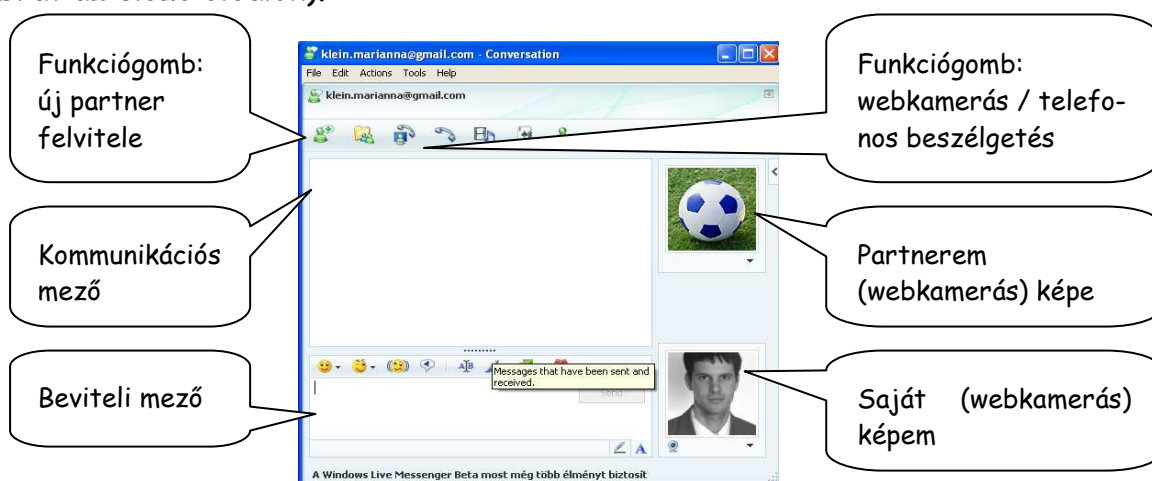 Funkciógomb:
új partner
felvitele
Kommunikációs
mező
Beviteli mező
klein.marianna@gmail.com - Conversation
File Edit Actions Tools Help
klein.marianna@gmail.com
Messages that have been sent and
received.
Send
A Windows Live Messenger Beta most még több élményt biztosít
Funkciógomb:
webkamerás / telefo-
nos beszélgetés
Partnerem
(webkamerás) képe
Saját (webkamerás)
képem